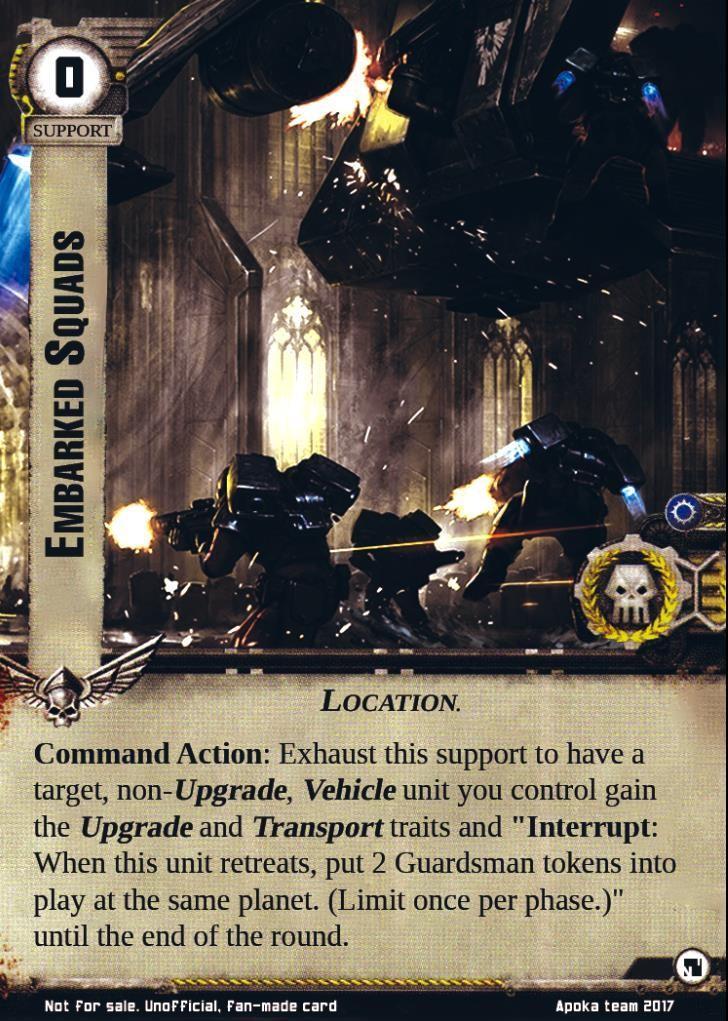 0
SUPPORT
EMBARKED SQUADS
LOCATION.
Command Action: Exhaust this support to have a
target, non-Upgrade, Vehicle unit you control gain
the Upgrade and Transport traits and "Interrupt:
When this unit retreats, put 2 Guardsman tokens into
play at the same planet. (Limit once per phase.)"
until the end of the round.
Not for sale. Unofficial, Fan-made card
Apoka team 2017